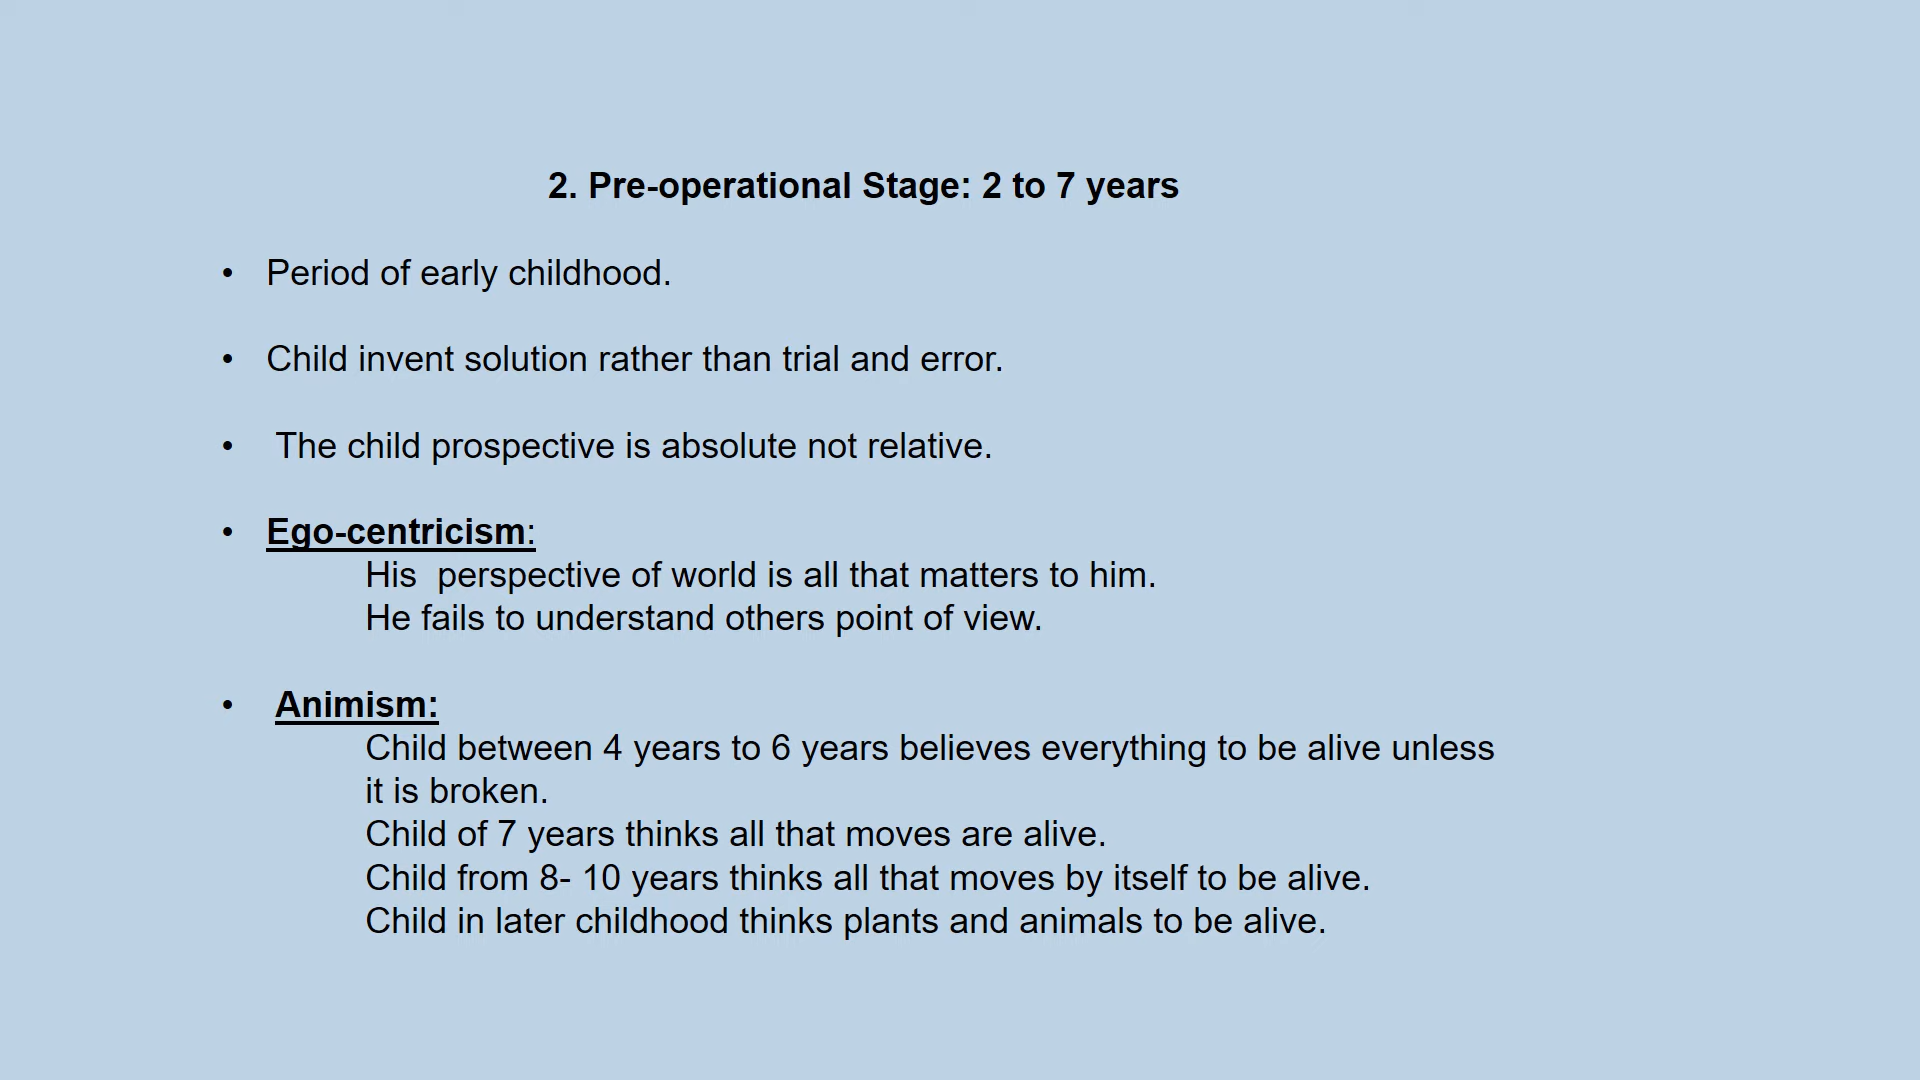 2. Pre-operational Stage: 2 to 7 years
• Period of early childhood.
• Child invent solution rather than trial and error.
• The child prospective is absolute not relative.
• Ego-centricism:
His  perspective of world is all that matters to him.
He fails to understand others point of view.
• Animism:
Child between 4 years to 6 years believes everything to be alive unless
it is broken.
Child of 7 years thinks all that moves are alive.
Child from 8- 10 years thinks all that moves by itself to be alive.
Child in later childhood thinks plants and animals to be alive.